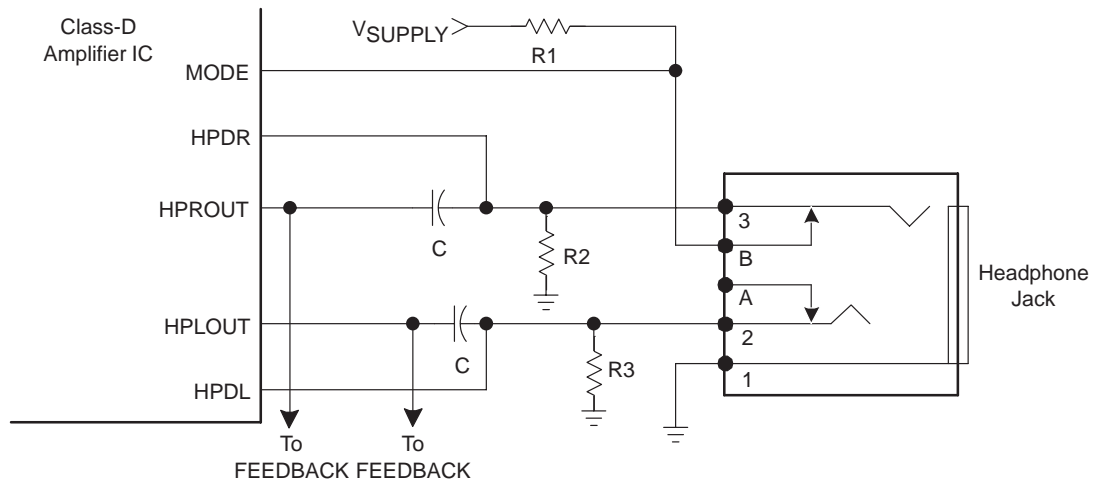 Class-D
Amplifier IC
VSUPPLY
R1
MODE
HPDR
HPROUT
C
R2
3
B
A
2
1
Headphone
Jack
HPLOUT
C
R3
HPDL
To
FEEDBACK
To
FEEDBACK